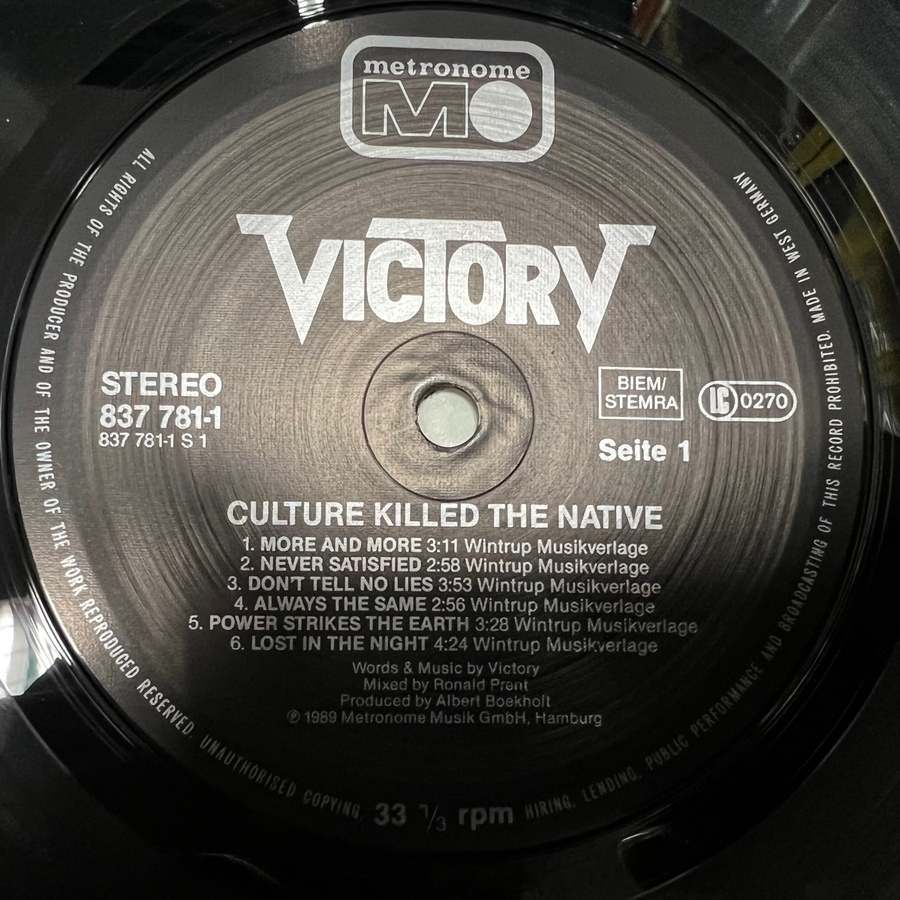 metronome
MO
VICTORY
STEREO
837 781-1
837 781-1 S 1
BIEM/
STEMRA
LC 0270
Seite 1
CULTURE KILLED THE NATIVE
1. MORE AND MORE 3:11 Wintrup Musikverlage
2. NEVER SATISFIED 2:58 Wintrup Musikverlage
3. DON'T TELL NO LIES 3:53 Wintrup Musikverlage
4. ALWAYS THE SAME 2:56 Wintrup Musikverlage
5. POWER STRIKES THE EARTH 3:28 Wintrup Musikverlage
6. LOST IN THE NIGHT 4:24 Wintrup Musikverlage
Words & Music by Victory
Mixed by Ronald Prent
Produced by Albert Boekholt
℗ 1989 Metronome Musik GmbH, Hamburg
33 1/3 rpm
ALL RIGHTS OF THE PRODUCER AND OF THE OWNER OF THE WORK REPRODUCED RESERVED. UNAUTHORISED COPYING, HIRING, LENDING, PUBLIC PERFORMANCE AND BROADCASTING OF THIS RECORD PROHIBITED. MADE IN WEST GERMANY